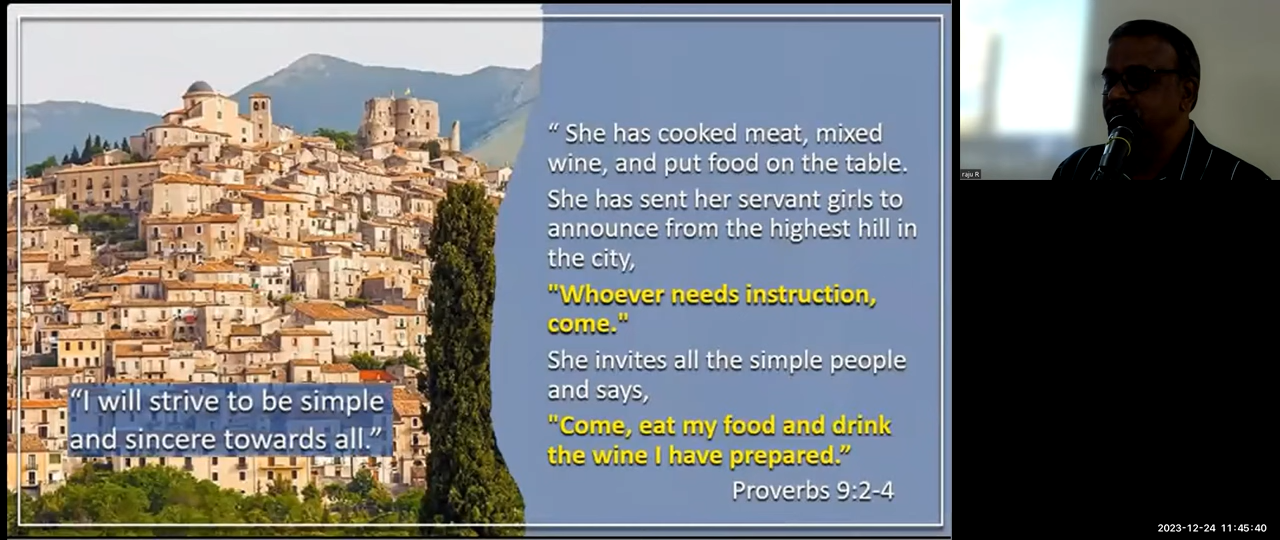 “ She has cooked meat, mixed
wine, and put food on the table.
She has sent her servant girls to
announce from the highest hill in
the city,
"Whoever needs instruction,
come."
She invites all the simple people
and says,
"Come, eat my food and drink
the wine I have prepared.”
Proverbs 9:2-4
“I will strive to be simple
and sincere towards all.”
raju R
2023-12-24 11:45:40